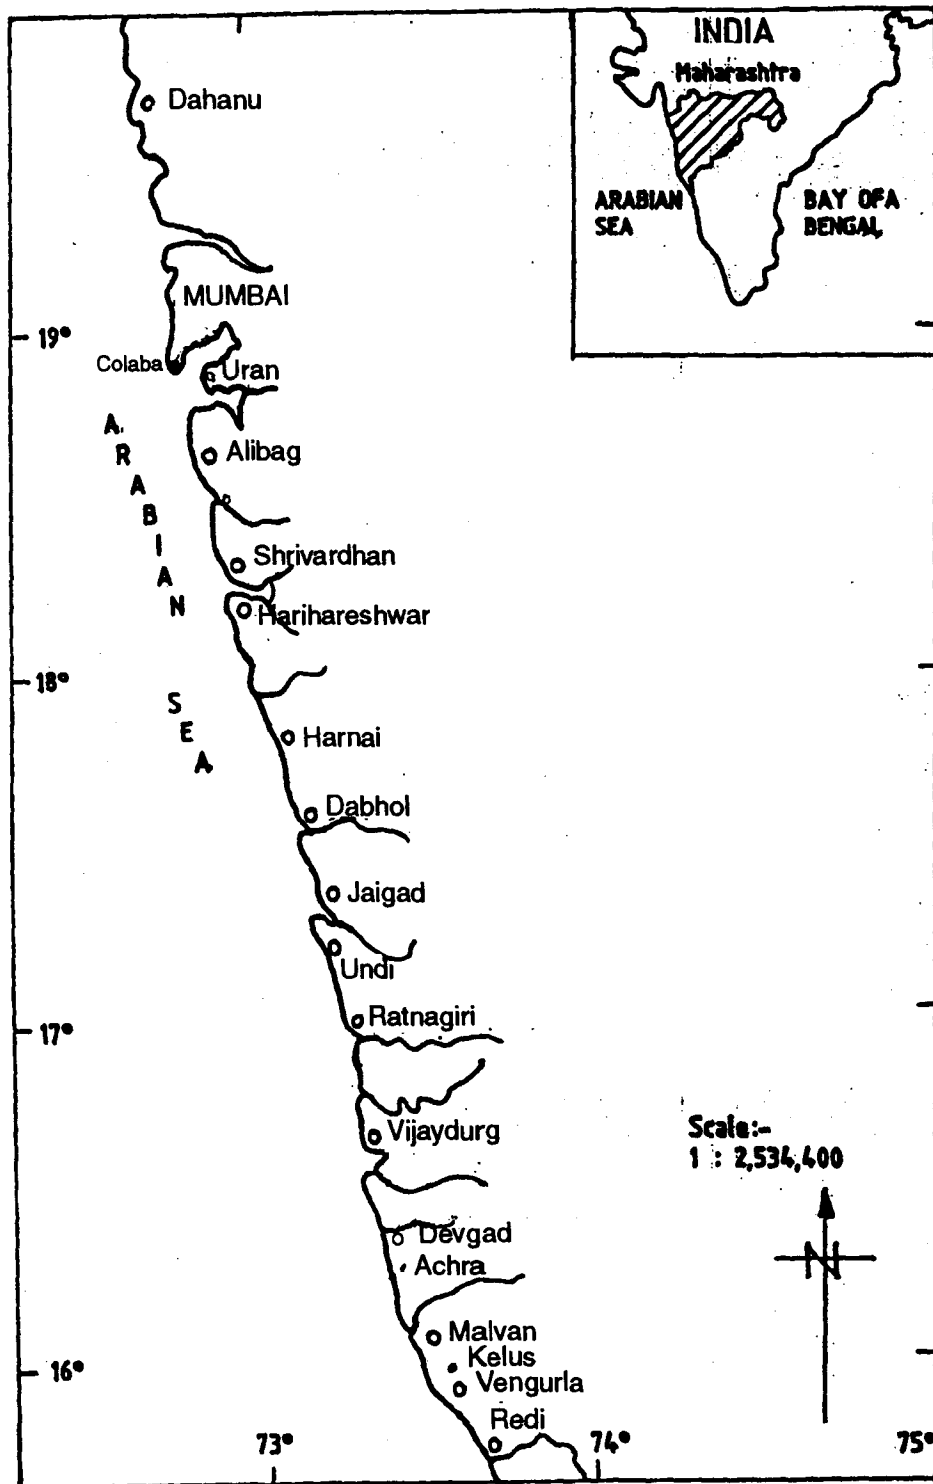 INDIA
Maharashtra
ARABIAN
SEA
BAY OFA
BENGAL
Dahanu
MUMBAI
19°
Colaba
Uran
ARABIAN
SEA
Alibag
Shrivardhan
Harihareshwar
18°
Harnai
Dabhol
Jaigad
Undi
Ratnagiri
17°
Vijaydurg
Scale:-
1 : 2,534,400
Devgad
Achra
N
Malvan
Kelus
16°
Vengurla
Redi
73°
74°
75°